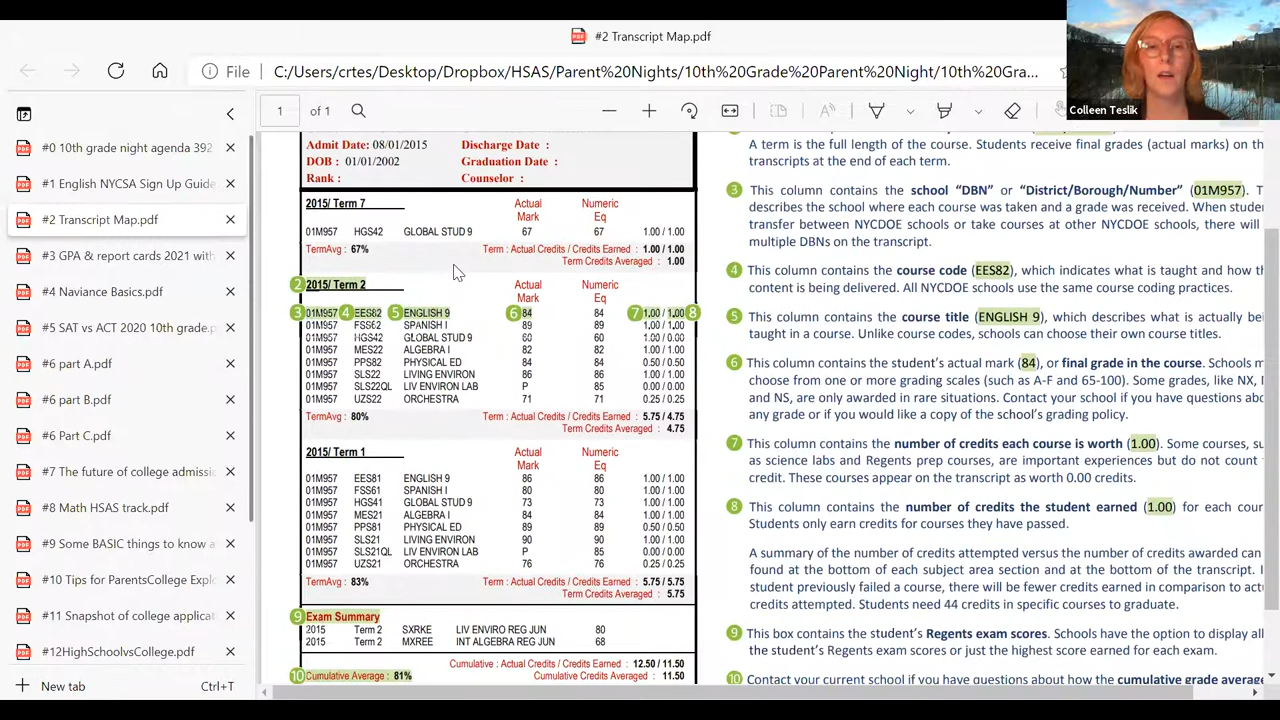 #2 Transcript Map.pdf
File
C:/Users/crtes/Desktop/Dropbox/HSAS/Parent%20Nights/10th%20Grade%20Parent%20Night/10th%20Gra...
Colleen Teslik
1 of 1
#0 10th grade night agenda 392
#1 English NYCSA Sign Up Guide
#2 Transcript Map.pdf
#3 GPA & report cards 2021 with
#4 Naviance Basics.pdf
#5 SAT vs ACT 2020 10th grade.p
#6 part A.pdf
#6 part B.pdf
#6 Part C.pdf
#7 The future of college admissi
#8 Math HSAS track.pdf
#9 Some BASIC things to know a
#10 Tips for ParentsCollege Expl
#11 Snapshot of college applicat
#12HighSchoolvsCollege.pdf
New tab Ctrl+T
Admit Date: 08/01/2015 Discharge Date :
DOB : 01/01/2002 Graduation Date :
Rank : Counselor :
2015/ Term 7 Actual Mark Numeric Eq
01M957 HGS42 GLOBAL STUD 9 67 67 1.00 / 1.00
TermAvg : 67% Term : Actual Credits / Credits Earned : 1.00 / 1.00
Term Credits Averaged : 1.00
2 2015/ Term 2 Actual Mark Numeric Eq
3 01M957 4 EES82 5 ENGLISH 9 6 84 84 7 1.00 / 1.00 8
01M957 FSS62 SPANISH I 89 89 1.00 / 1.00
01M957 HGS42 GLOBAL STUD 9 60 60 1.00 / 0.00
01M957 MES22 ALGEBRA I 82 82 1.00 / 1.00
01M957 PPS82 PHYSICAL ED 84 84 0.50 / 0.50
01M957 SLS22 LIVING ENVIRON 86 86 1.00 / 1.00
01M957 SLS22QL LIV ENVIRON LAB P 85 0.00 / 0.00
01M957 UZS22 ORCHESTRA 71 71 0.25 / 0.25
TermAvg : 80% Term : Actual Credits / Credits Earned : 5.75 / 4.75
Term Credits Averaged : 4.75
2015/ Term 1 Actual Mark Numeric Eq
01M957 EES81 ENGLISH 9 86 86 1.00 / 1.00
01M957 FSS61 SPANISH I 80 80 1.00 / 1.00
01M957 HGS41 GLOBAL STUD 9 73 73 1.00 / 1.00
01M957 MES21 ALGEBRA I 84 84 1.00 / 1.00
01M957 PPS81 PHYSICAL ED 89 89 0.50 / 0.50
01M957 SLS21 LIVING ENVIRON 90 90 1.00 / 1.00
01M957 SLS21QL LIV ENVIRON LAB P 85 0.00 / 0.00
01M957 UZS21 ORCHESTRA 76 76 0.25 / 0.25
TermAvg : 83% Term : Actual Credits / Credits Earned : 5.75 / 5.75
Term Credits Averaged : 5.75
9 Exam Summary
2015 Term 2 SXRKE LIV ENVIRO REG JUN 80
2015 Term 2 MXREE INT ALGEBRA REG JUN 68
Cumulative : Actual Credits / Credits Earned : 12.50 / 11.50
10 Cumulative Average : 81% Cumulative Credits Averaged : 11.50
A term is the full length of the course. Students receive final grades (actual marks) on th
transcripts at the end of each term.
3 This column contains the school “DBN” or “District/Borough/Number” (01M957). T
describes the school where each course was taken and a grade was received. When studer
transfer between NYCDOE schools or take courses at other NYCDOE schools, there will
multiple DBNs on the transcript.
4 This column contains the course code (EES82), which indicates what is taught and how th
content is being delivered. All NYCDOE schools use the same course coding practices.
5 This column contains the course title (ENGLISH 9), which describes what is actually bei
taught in a course. Unlike course codes, schools can choose their own course titles.
6 This column contains the student’s actual mark (84), or final grade in the course. Schools m
choose from one or more grading scales (such as A-F and 65-100). Some grades, like NX, I
and NS, are only awarded in rare situations. Contact your school if you have questions abo
any grade or if you would like a copy of the school’s grading policy.
7 This column contains the number of credits each course is worth (1.00). Some courses, su
as science labs and Regents prep courses, are important experiences but do not count
credit. These courses appear on the transcript as worth 0.00 credits.
8 This column contains the number of credits the student earned (1.00) for each cour
Students only earn credits for courses they have passed.
A summary of the number of credits attempted versus the number of credits awarded can
found at the bottom of each subject area section and at the bottom of the transcript. I
student previously failed a course, there will be fewer credits earned in comparison to actu
credits attempted. Students need 44 credits in specific courses to graduate.
9 This box contains the student’s Regents exam scores. Schools have the option to display all
the student’s Regents exam scores or just the highest score earned for each exam.
10 Contact your current school if you have questions about how the cumulative grade average